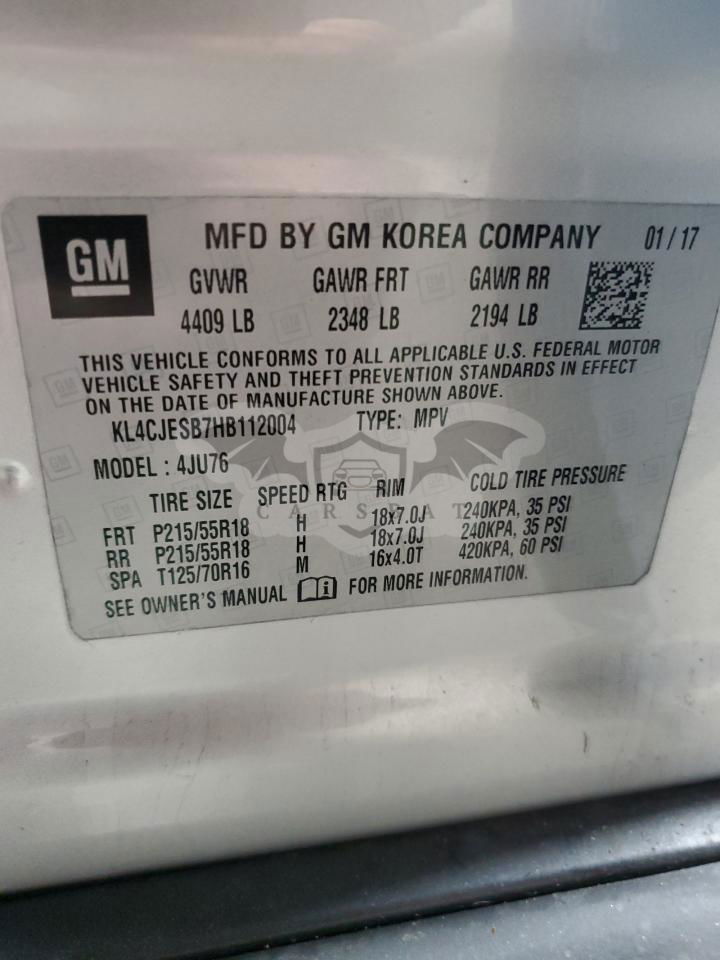 GM
MFD BY GM KOREA COMPANY 01 / 17
GVWR GAWR FRT GAWR RR
4409 LB 2348 LB 2194 LB
THIS VEHICLE CONFORMS TO ALL APPLICABLE U.S. FEDERAL MOTOR
VEHICLE SAFETY AND THEFT PREVENTION STANDARDS IN EFFECT
ON THE DATE OF MANUFACTURE SHOWN ABOVE.
KL4CJESB7HB112004 TYPE: MPV
MODEL : 4JU76
TIRE SIZE SPEED RTG RIM COLD TIRE PRESSURE
FRT P215/55R18 H 18x7.0J 240KPA, 35 PSI
RR P215/55R18 H 18x7.0J 240KPA, 35 PSI
SPA T125/70R16 M 16x4.0T 420KPA, 60 PSI
SEE OWNER'S MANUAL i FOR MORE INFORMATION.